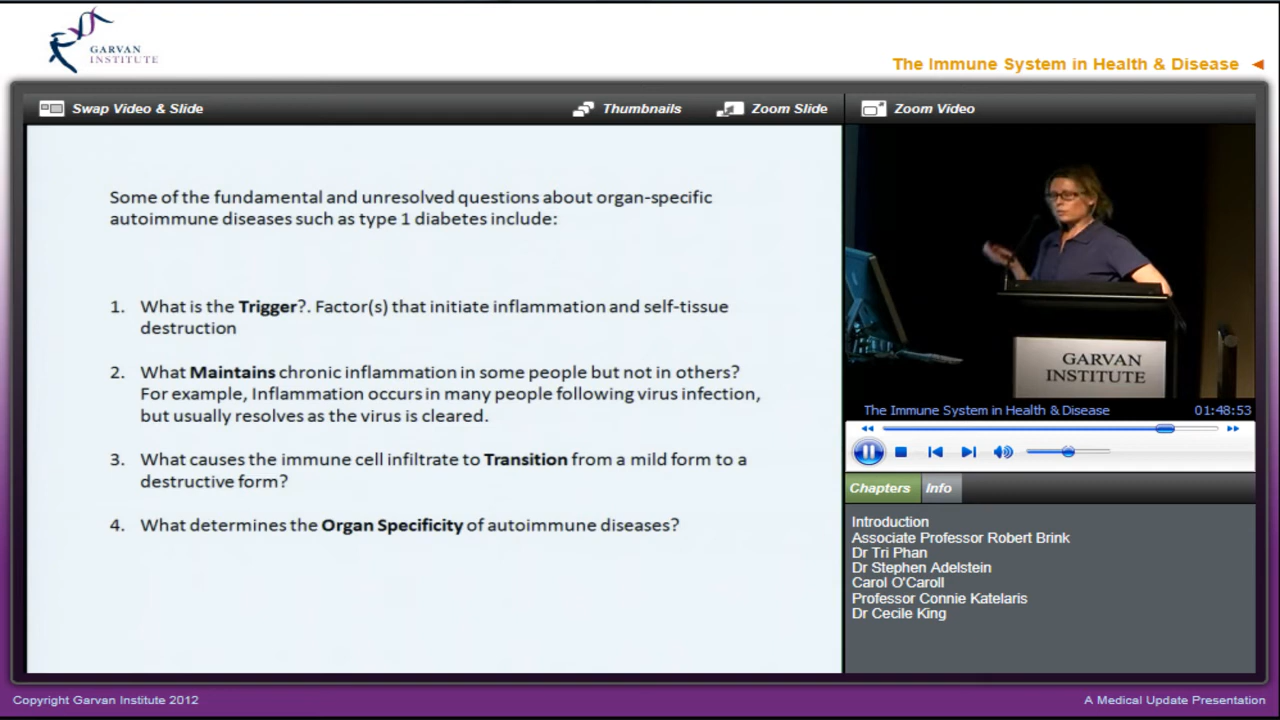 GARVAN
INSTITUTE
The Immune System in Health & Disease
Swap Video & Slide
Thumbnails
Zoom Slide
Zoom Video
Some of the fundamental and unresolved questions about organ-specific
autoimmune diseases such as type 1 diabetes include:
1. What is the Trigger?. Factor(s) that initiate inflammation and self-tissue
destruction
2. What Maintains chronic inflammation in some people but not in others?
For example, Inflammation occurs in many people following virus infection,
but usually resolves as the virus is cleared.
3. What causes the immune cell infiltrate to Transition from a mild form to a
destructive form?
4. What determines the Organ Specificity of autoimmune diseases?
GARVAN
INSTITUTE
The Immune System in Health & Disease
01:48:53
Chapters
Info
Introduction
Associate Professor Robert Brink
Dr Tri Phan
Dr Stephen Adelstein
Carol O'Caroll
Professor Connie Katelaris
Dr Cecile King
Copyright Garvan Institute 2012
A Medical Update Presentation